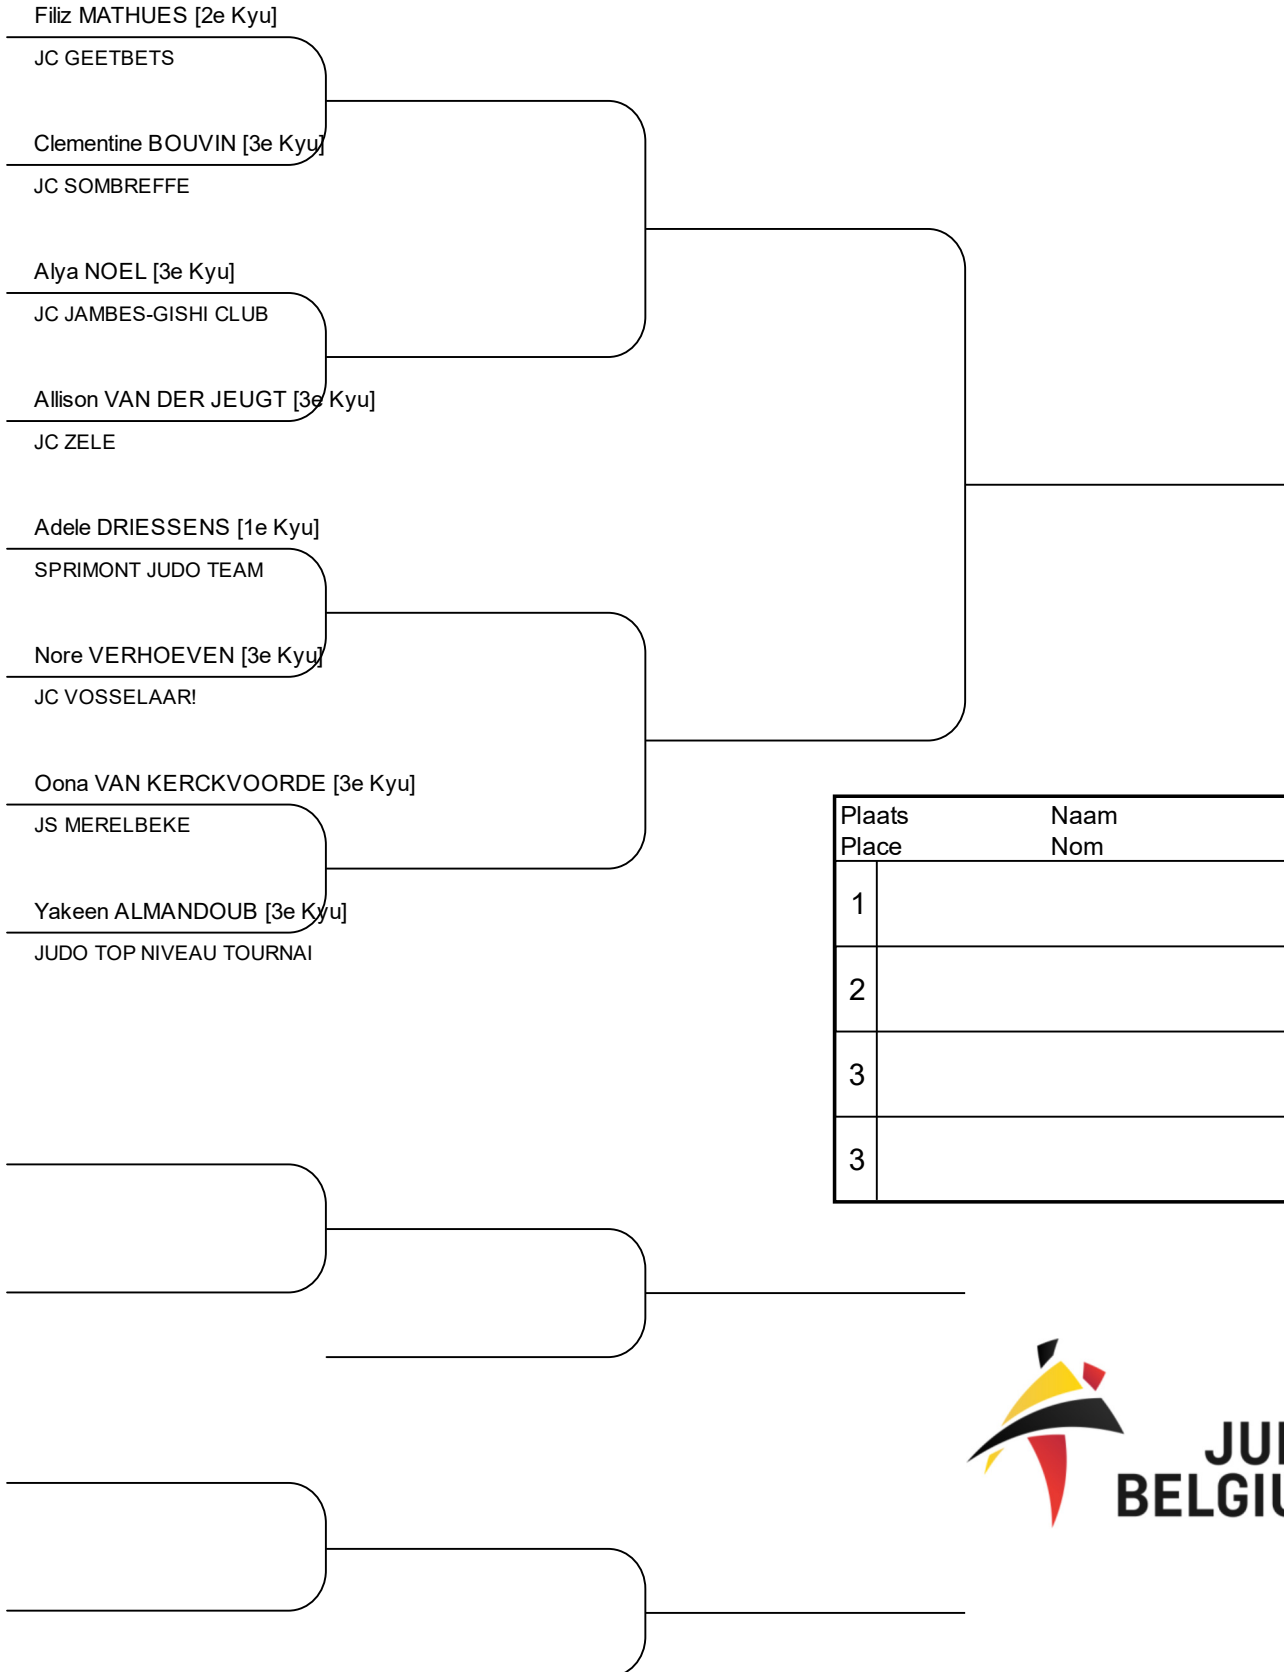 Filiz MATHUES [2e Kyu]
JC GEETBETS
Clementine BOUVIN [3e Kyu]
JC SOMBREFFE
Alya NOEL [3e Kyu]
JC JAMBES-GISHI CLUB
Allison VAN DER JEUGT [3e Kyu]
JC ZELE
Adele DRIESSENS [1e Kyu]
SPRIMONT JUDO TEAM
Nore VERHOEVEN [3e Kyu]
JC VOSSELAAR!
Oona VAN KERCKVOORDE [3e Kyu]
JS MERELBEKE
Yakeen ALMANDOUB [3e Kyu]
JUDO TOP NIVEAU TOURNAI
Plaats Naam
Place Nom
1
2
3
3